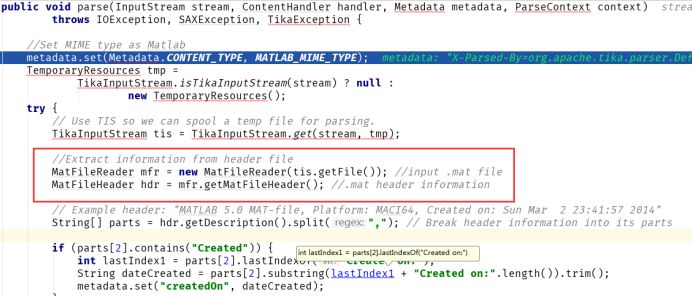 public void parse(InputStream stream, ContentHandler handler, Metadata metadata, ParseContext context)  strea
throws IOException, SAXException, TikaException {
//Set MIME type as Matlab
metadata.set(Metadata.CONTENT_TYPE, MATLAB_MIME_TYPE);  metadata: "X-Parsed-By=org.apache.tika.parser.Def
TemporaryResources tmp =
TikaInputStream.isTikaInputStream(stream) ? null :
new TemporaryResources();
try {
// Use TIS so we can spool a temp file for parsing.
TikaInputStream tis = TikaInputStream.get(stream, tmp);
//Extract information from header file
MatFileReader mfr = new MatFileReader(tis.getFile()); //input .mat file
MatFileHeader hdr = mfr.getMatFileHeader(); //.mat header information
// Example header: "MATLAB 5.0 MAT-file, Platform: MACI64, Created on: Sun Mar  2 23:41:57 2014"
String[] parts = hdr.getDescription().split( regex: ","); // Break header information into its parts
if (parts[2].contains("Created")) {
int lastIndex1 = parts[2].lastIndexOf("Created on:")
int lastIndex1 = parts[2].lastIndexOf("Created on:");
String dateCreated = parts[2].substring(lastIndex1 + "Created on:".length()).trim();
metadata.set("createdOn", dateCreated);